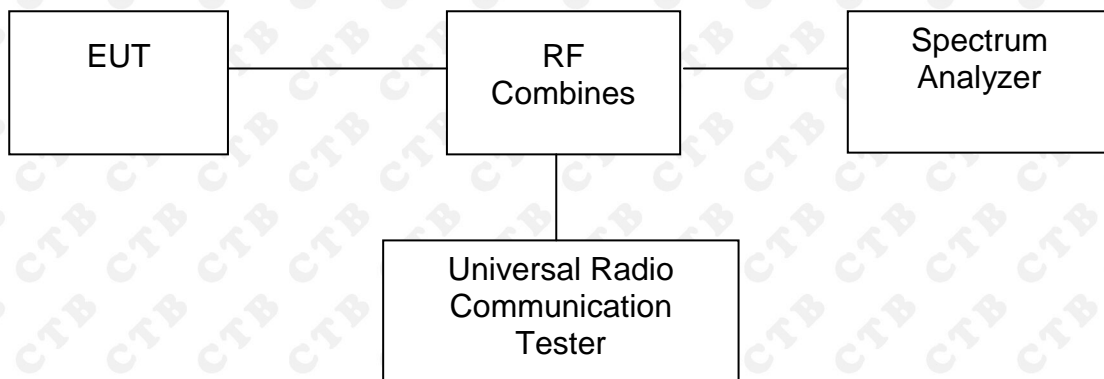 EUT
RF
Combines
Spectrum
Analyzer
Universal Radio
Communication
Tester